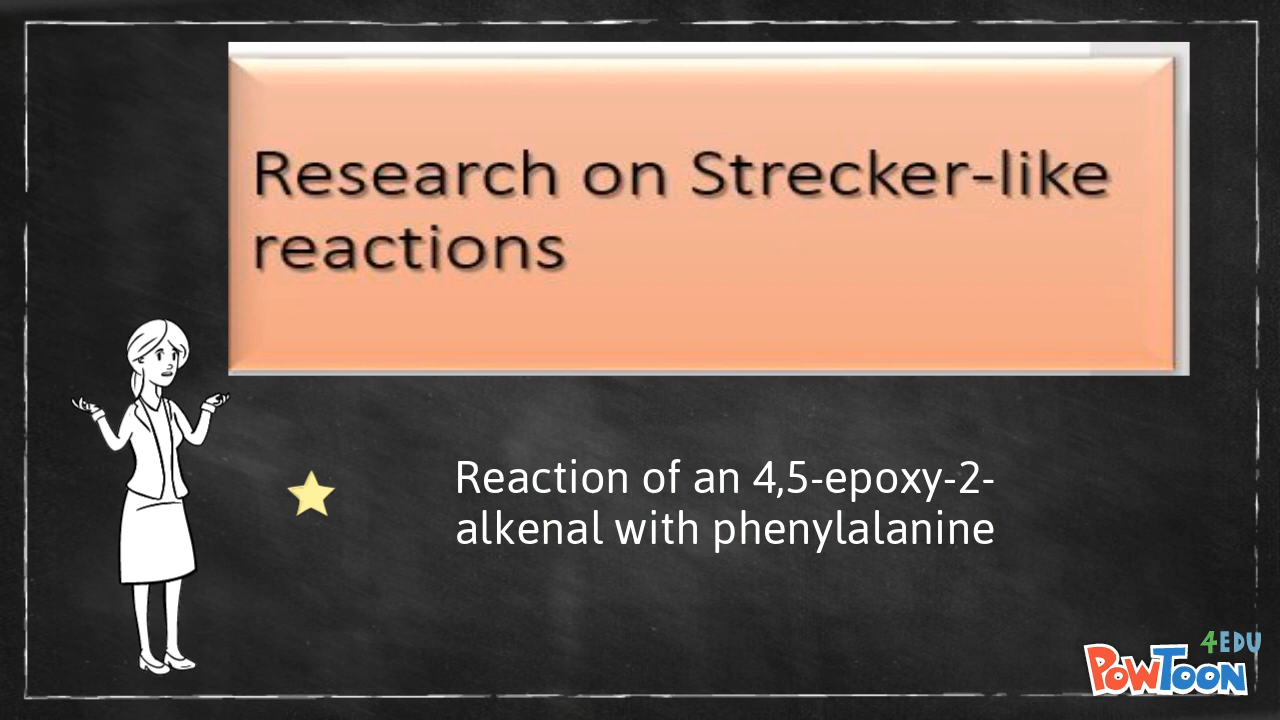 Research on Strecker-like
reactions
Reaction of an 4,5-epoxy-2-
alkenal with phenylalanine
4EDU
POWTOON